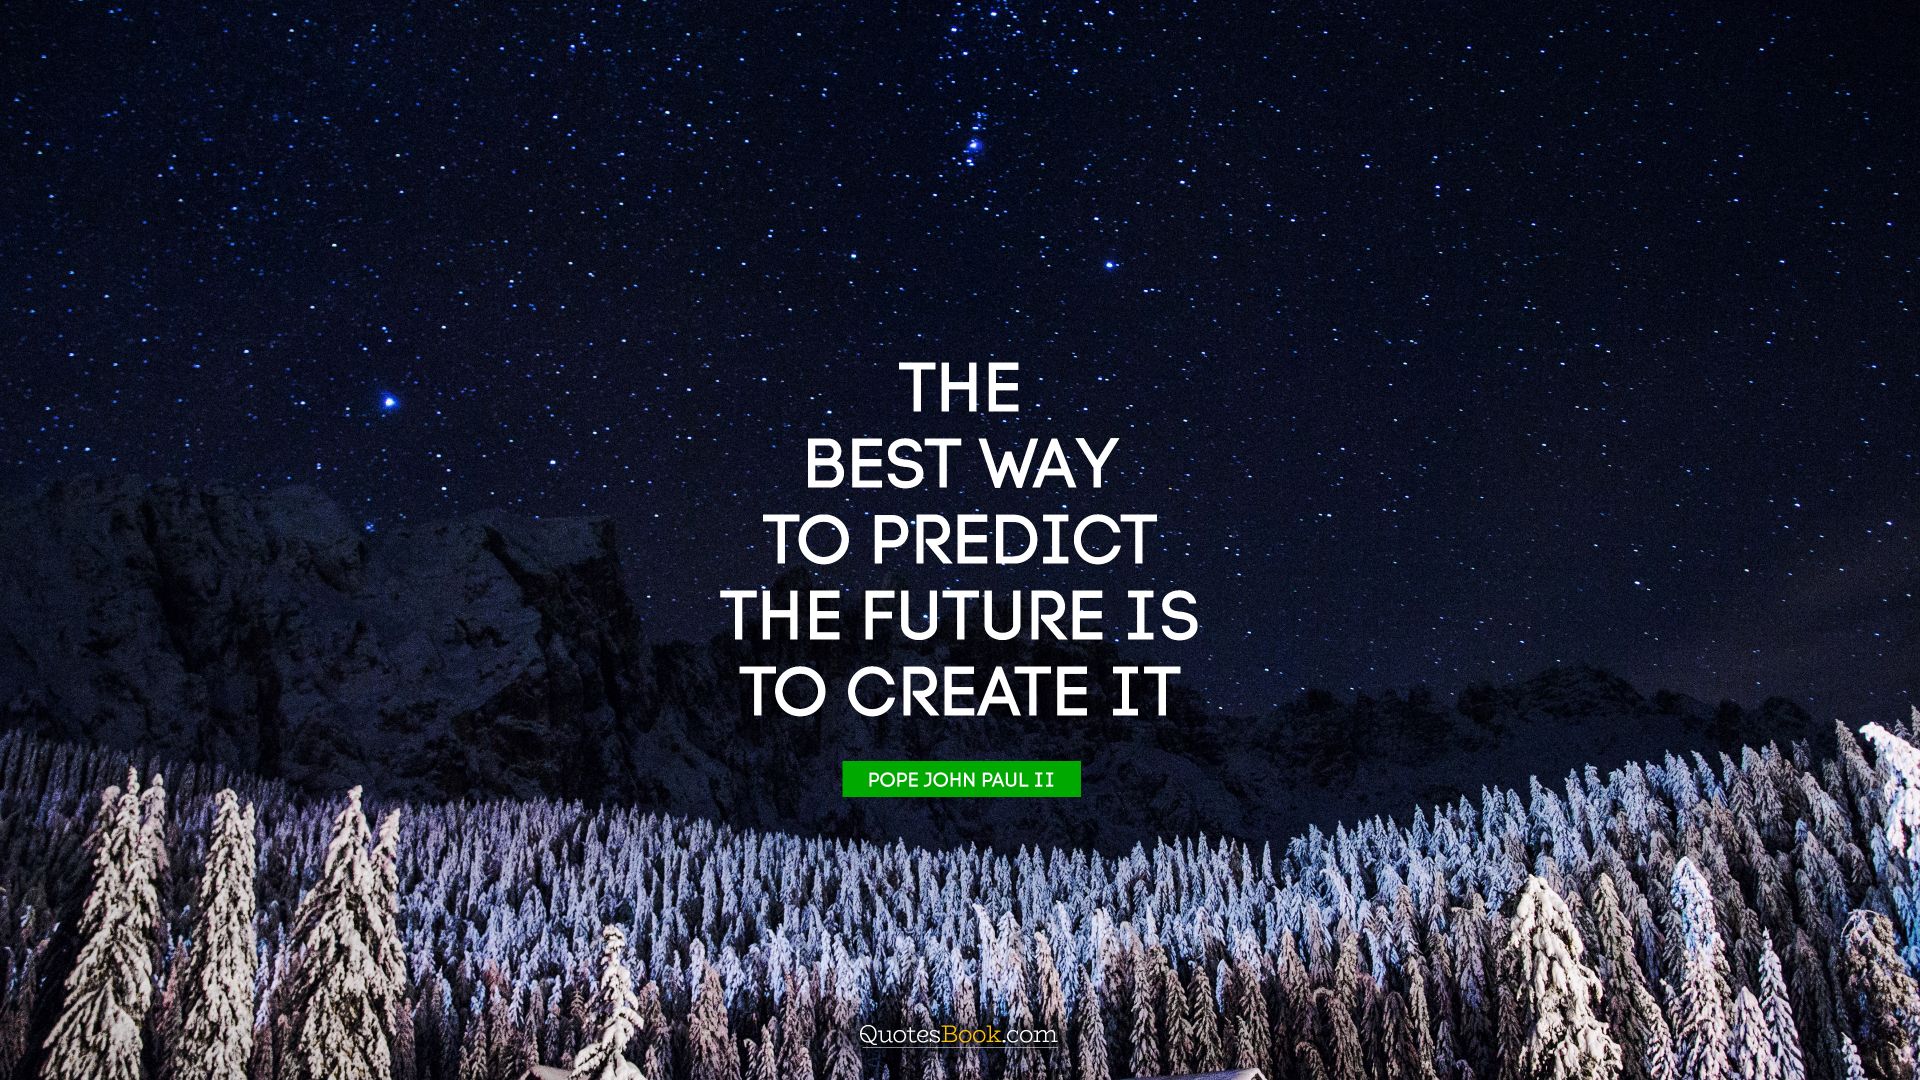 THE
BEST WAY
TO PREDICT
THE FUTURE IS
TO CREATE IT
POPE JOHN PAUL II
QuotesBook.com